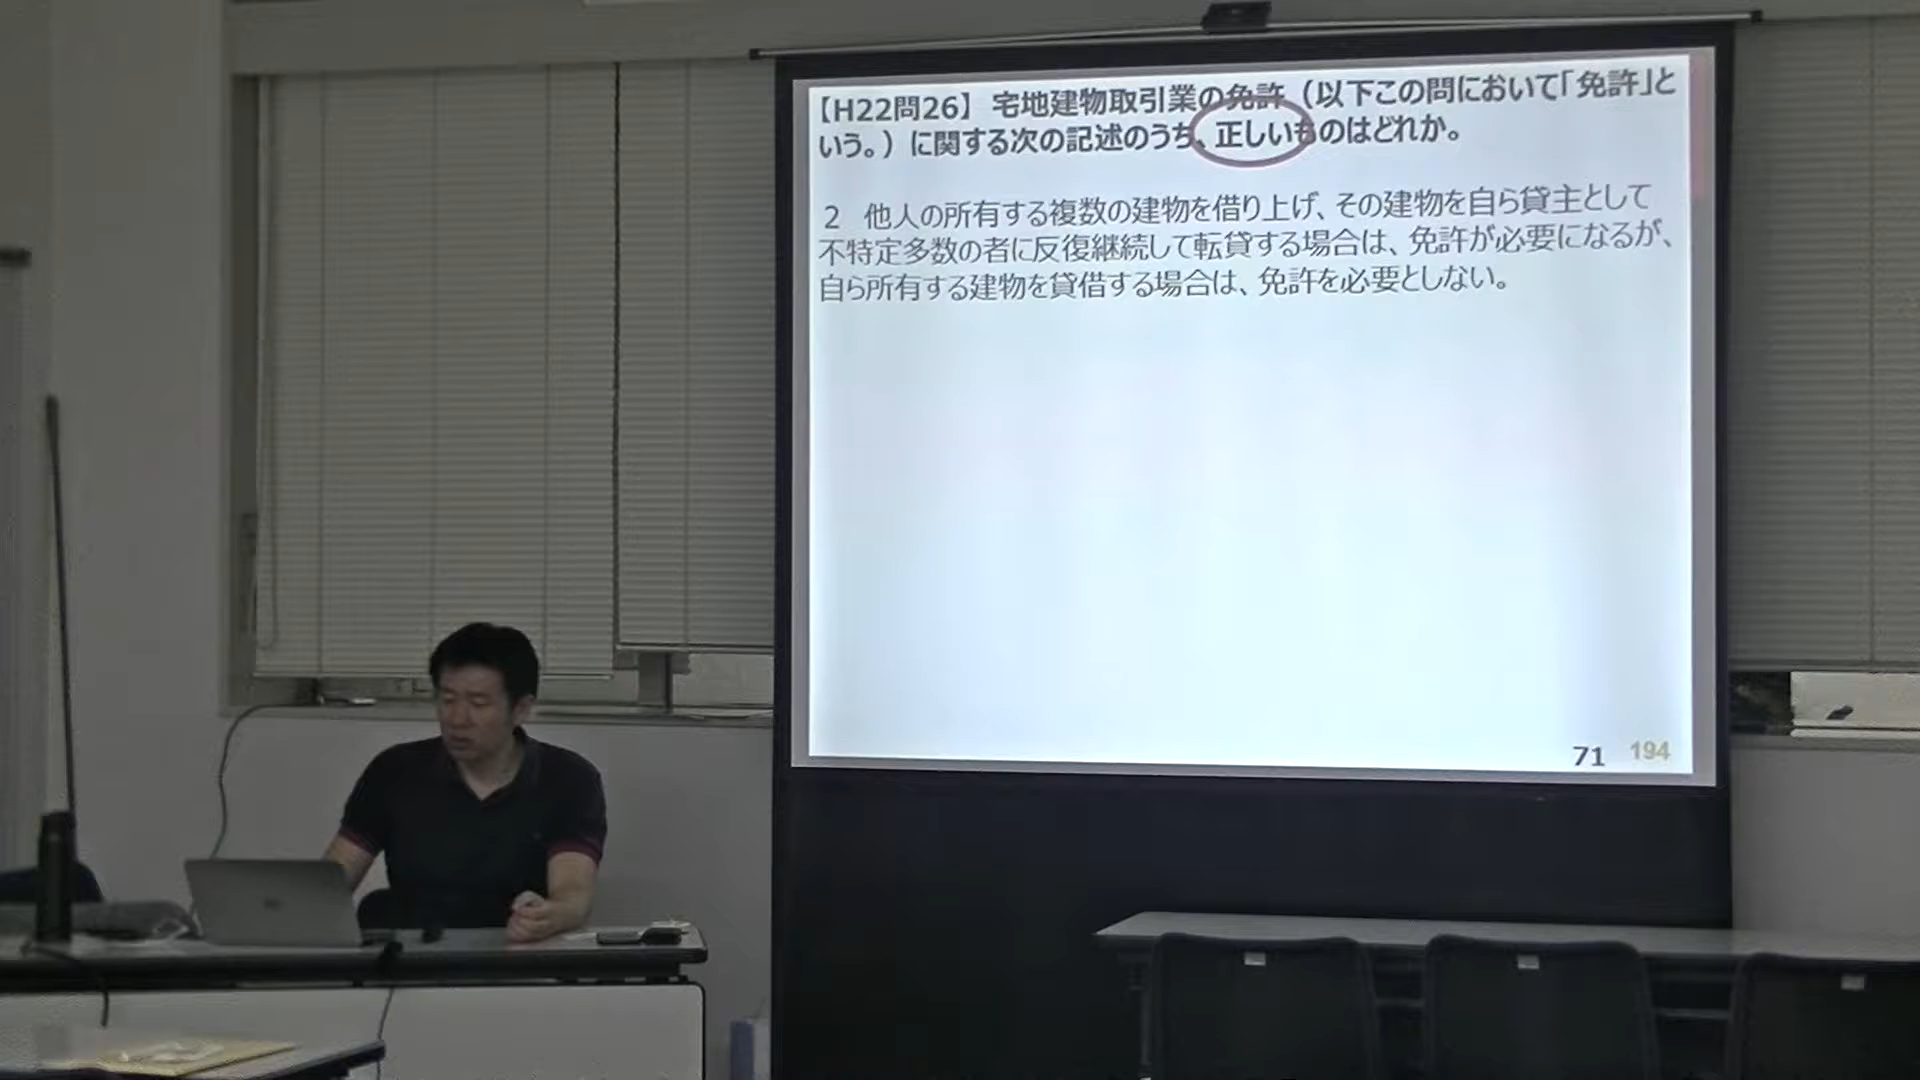 【H22問26】 宅地建物取引業の免許（以下この問において「免許」と
いう。）に関する次の記述のうち、正しいものはどれか。
2 他人の所有する複数の建物を借り上げ、その建物を自ら貸主として
不特定多数の者に反復継続して転貸する場合は、免許が必要になるが、
自ら所有する建物を貸借する場合は、免許を必要としない。
71 194